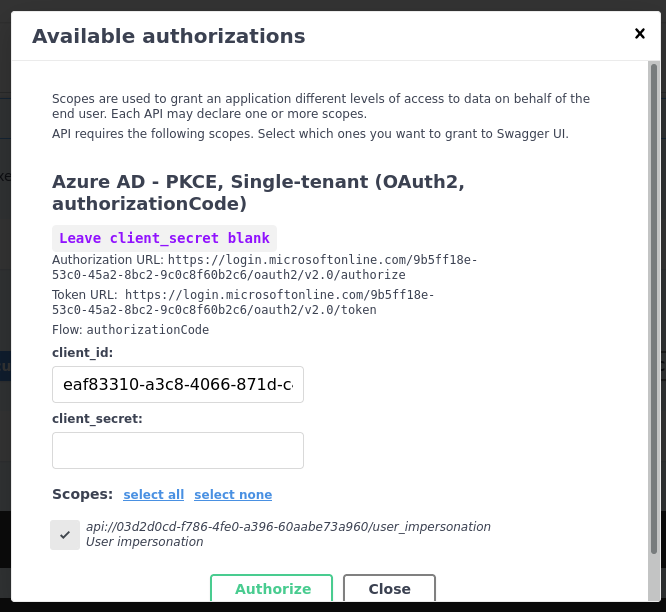 Available authorizations
Scopes are used to grant an application different levels of access to data on behalf of the
end user. Each API may declare one or more scopes.
API requires the following scopes. Select which ones you want to grant to Swagger UI.
Azure AD - PKCE, Single-tenant (OAuth2,
authorizationCode)
Leave client_secret blank
Authorization URL: https://login.microsoftonline.com/9b5ff18e-
53c0-45a2-8bc2-9c0c8f60b2c6/oauth2/v2.0/authorize
Token URL: https://login.microsoftonline.com/9b5ff18e-
53c0-45a2-8bc2-9c0c8f60b2c6/oauth2/v2.0/token
Flow: authorizationCode
client_id:
eaf83310-a3c8-4066-871d-c
client_secret:
Scopes: select all select none
api://03d2d0cd-f786-4fe0-a396-60aabe73a960/user_impersonation
User impersonation
Authorize Close